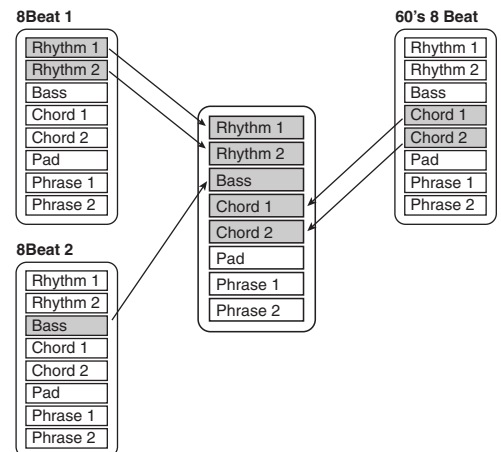 8Beat 1
Rhythm 1
Rhythm 2
Bass
Chord 1
Chord 2
Pad
Phrase 1
Phrase 2
8Beat 2
Rhythm 1
Rhythm 2
Bass
Chord 1
Chord 2
Pad
Phrase 1
Phrase 2
Rhythm 1
Rhythm 2
Bass
Chord 1
Chord 2
Pad
Phrase 1
Phrase 2
60’s 8 Beat
Rhythm 1
Rhythm 2
Bass
Chord 1
Chord 2
Pad
Phrase 1
Phrase 2